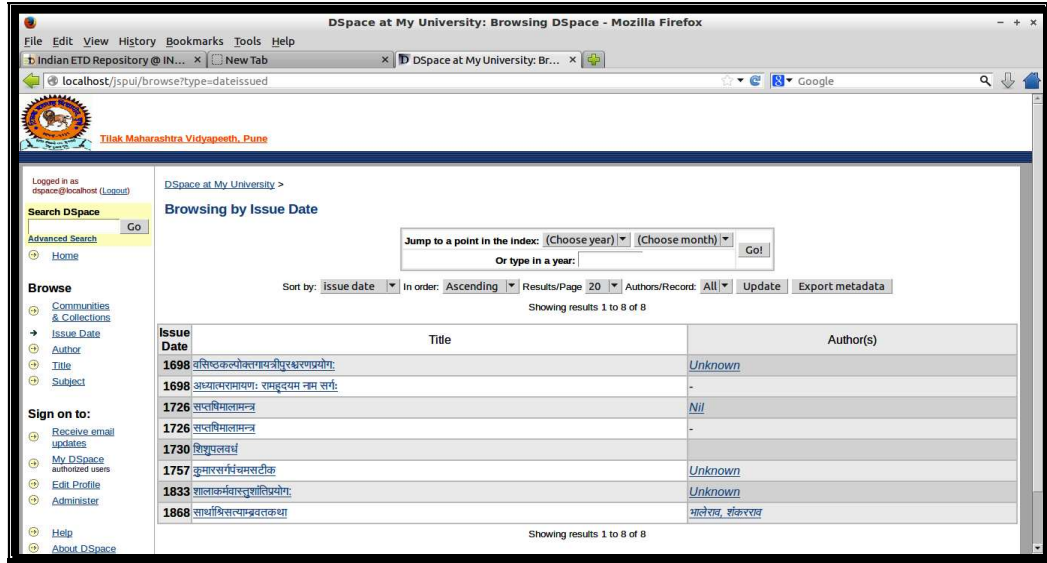 DSpace at My University: Browsing DSpace - Mozilla Firefox
File Edit View History Bookmarks Tools Help
Indian ETD Repository @ IN... × New Tab × DSpace at My University: Br... ×
localhost/jspui/browse?type=dateissued Google
Tilak Maharashtra Vidyapeeth, Pune
Logged in as
dspace@localhost (Logout)
Search DSpace
Go
Advanced Search
Home
Browse
Communities
& Collections
Issue Date
Author
Title
Subject
Sign on to:
Receive email
updates
My DSpace
authorized users
Edit Profile
Administer
Help
About DSpace
DSpace at My University >
Browsing by Issue Date
Jump to a point in the index: (Choose year) (Choose month)
Or type in a year:
Go!
Sort by: issue date In order: Ascending Results/Page 20 Authors/Record: All Update Export metadata
Showing results 1 to 8 of 8
Issue Date Title Author(s)
1698 वसिष्ठकल्पोक्तगायत्रीपुरश्चरणप्रयोग: Unknown
1698 अध्यात्मरामायणः रामहृदयम नाम सर्गः -
1726 सप्तषिमालामन्त्र Nil
1726 सप्तषिमालामन्त्र -
1730 शिशुपलवधं
1757 कुमारसर्गपंचमसटीक Unknown
1833 शालाकर्मवास्तुशांतिप्रयोग: Unknown
1868 सार्थाश्रिसत्याम्ब्रवतकथा भालेराव, शंकरराव
Showing results 1 to 8 of 8